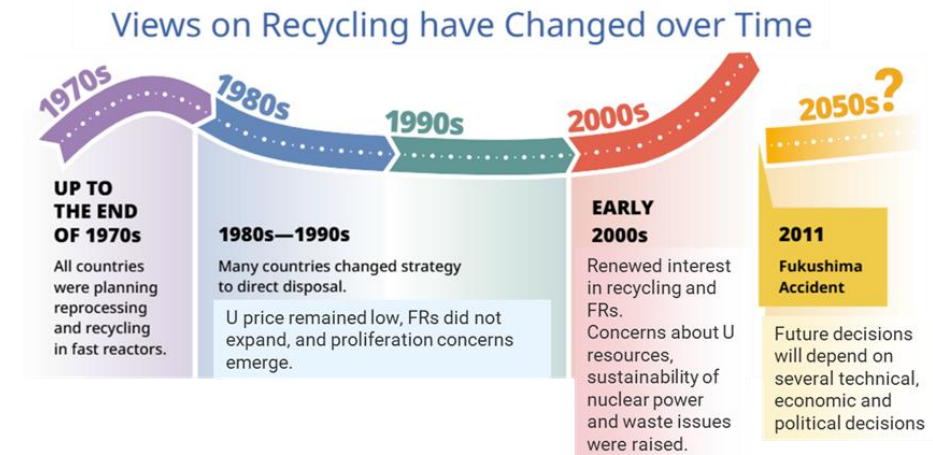 Views on Recycling have Changed over Time
1970s
1980s
1990s
2000s
2050s?
UP TO
THE END
OF 1970s
All countries
were planning
reprocessing
and recycling
in fast reactors.
1980s—1990s
Many countries changed strategy
to direct disposal.
U price remained low, FRs did not
expand, and proliferation concerns
emerge.
EARLY
2000s
Renewed interest
in recycling and
FRs.
Concerns about U
resources,
sustainability of
nuclear power
and waste issues
were raised.
2011
Fukushima
Accident
Future decisions
will depend on
several technical,
economic and
political decisions